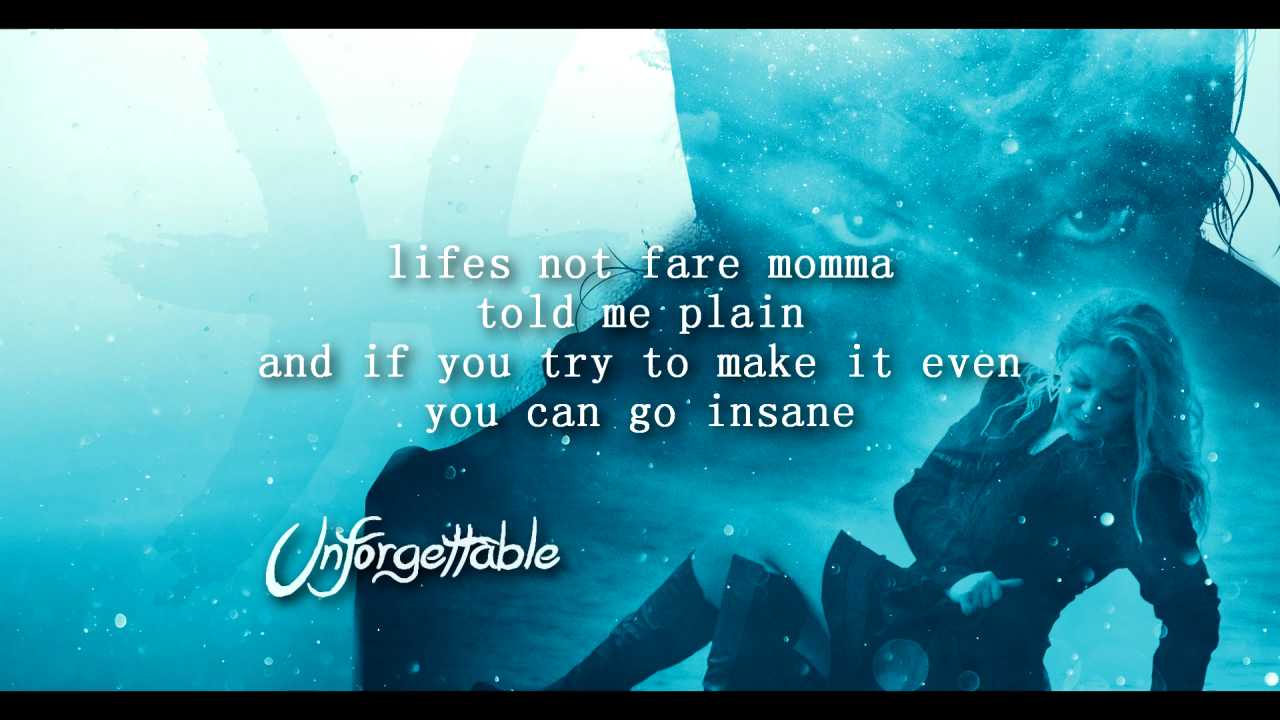 lifes not fare momma
told me plain
and if you try to make it even
you can go insane
Unforgettable